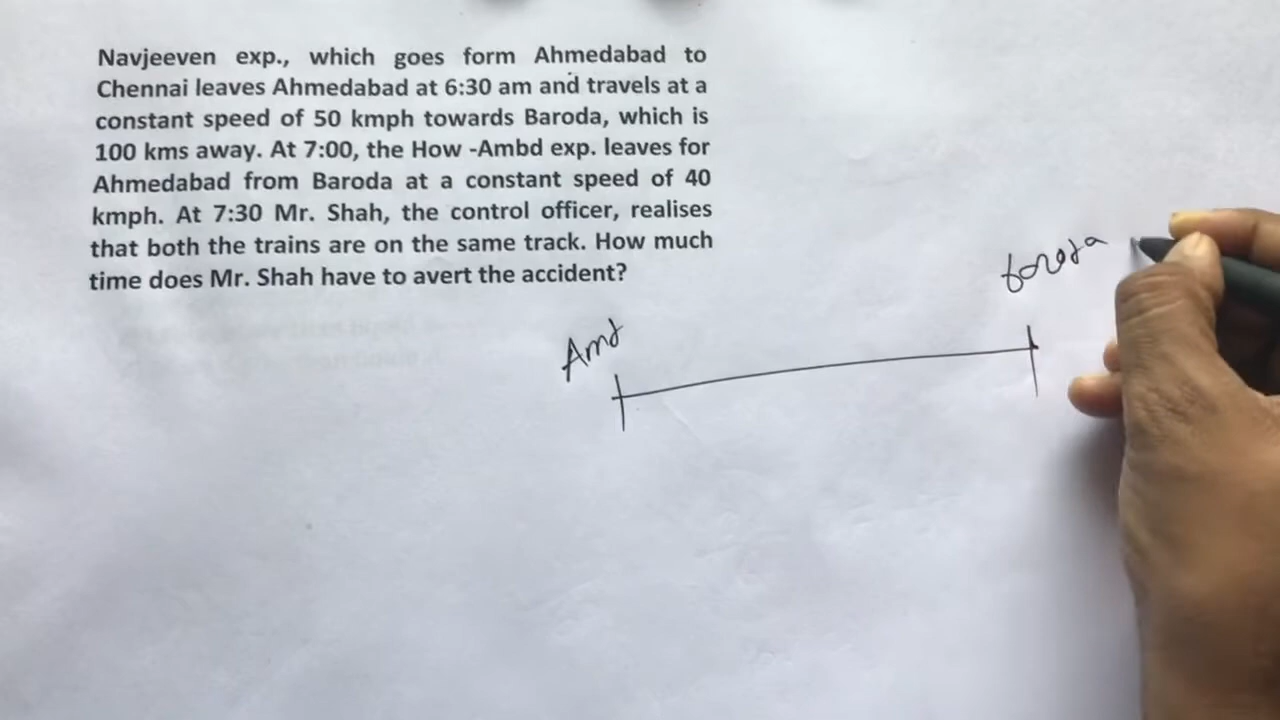 Navjeeven exp., which goes form Ahmedabad to
Chennai leaves Ahmedabad at 6:30 am and travels at a
constant speed of 50 kmph towards Baroda, which is
100 kms away. At 7:00, the How -Ambd exp. leaves for
Ahmedabad from Baroda at a constant speed of 40
kmph. At 7:30 Mr. Shah, the control officer, realises
that both the trains are on the same track. How much
time does Mr. Shah have to avert the accident?
Amd